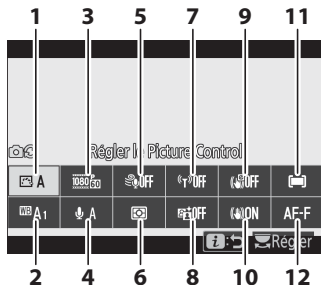 1 3 5 7 9 11
Régler le Picture Control
A 1080 60 OFF T OFF OFF
WB A1 A OFF ON AF-F
i : Régler
2 4 6 8 10 12